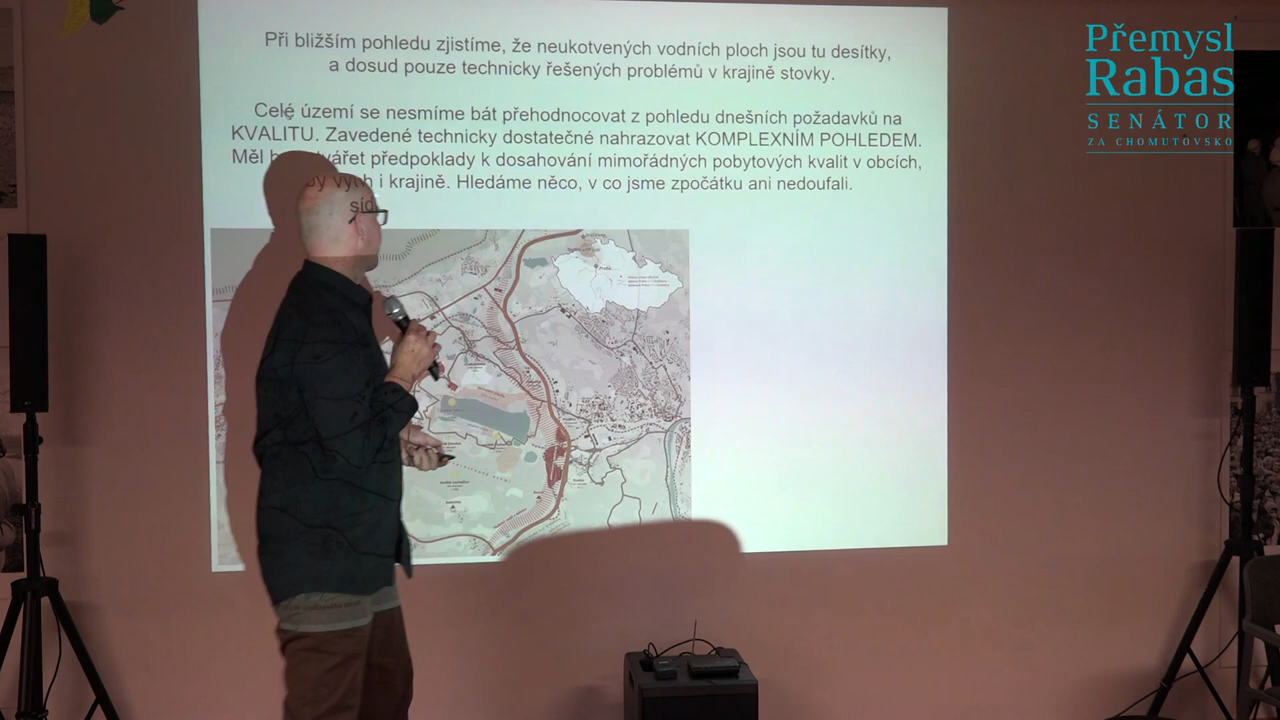 Při bližším pohledu zjistíme, že neukotvených vodních ploch jsou tu desítky,
a dosud pouze technicky řešených problémů v krajině stovky.
Celé území se nesmíme bát přehodnocovat z pohledu dnešních požadavků na
KVALITU. Zavedené technicky dostatečné nahrazovat KOMPLEXNÍM POHLEDEM.
Měl předpoklady k dosahování mimořádných pobytových kvalit v obcích,
i krajině. Hledáme něco, v co jsme zpočátku ani nedoufali.
Přemysl
Rabas
SENÁTOR
ZA CHOMUTOVSKO